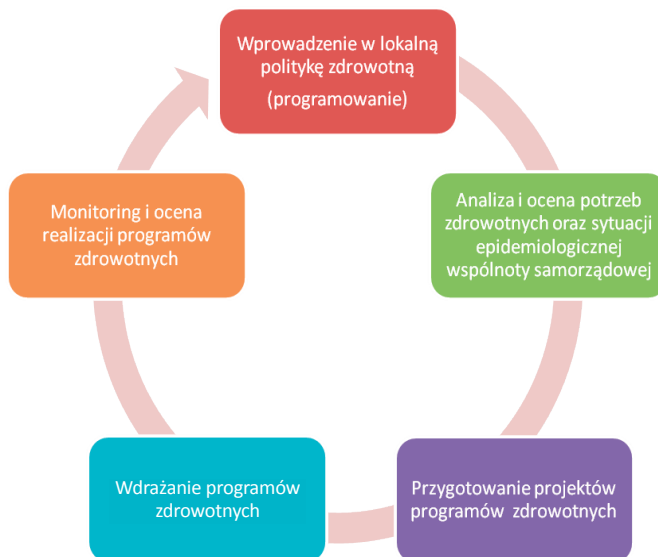 Wprowadzenie w lokalną
politykę zdrowotną
(programowanie)
Analiza i ocena potrzeb
zdrowotnych oraz sytuacji
epidemiologicznej
wspólnoty samorządowej
Przygotowanie projektów
programów zdrowotnych
Wdrażanie programów
zdrowotnych
Monitoring i ocena
realizacji programów
zdrowotnych